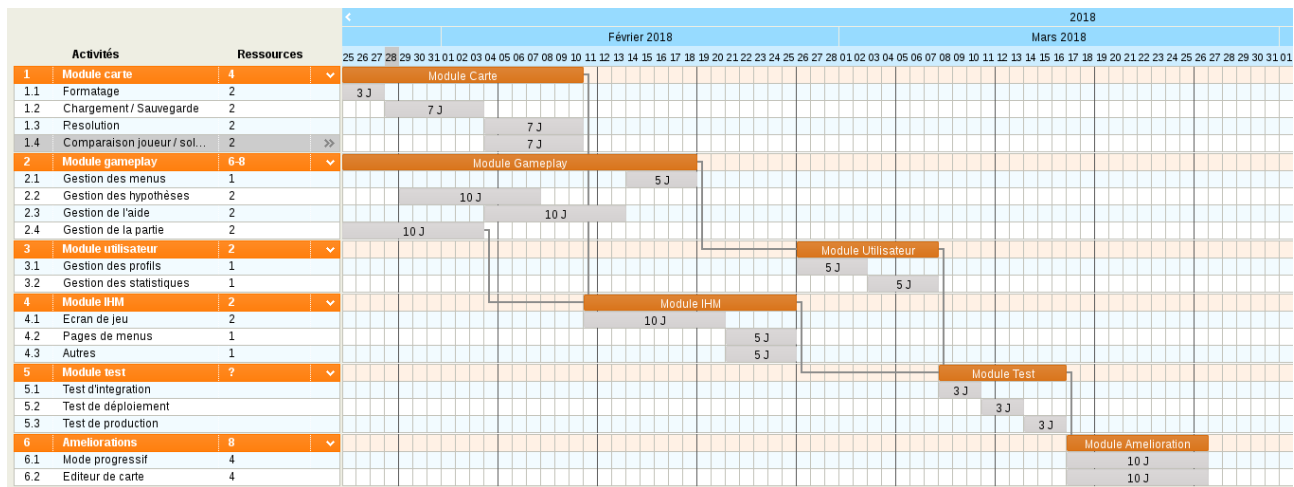 2018
Février 2018 Mars 2018
Activités Ressources 25 26 27 28 29 30 31 01 02 03 04 05 06 07 08 09 10 11 12 13 14 15 16 17 18 19 20 21 22 23 24 25 26 27 28 01 02 03 04 05 06 07 08 09 10 11 12 13 14 15 16 17 18 19 20 21 22 23 24 25 26 27 28 29 30 31 01
1 Module carte 4 Module Carte
1.1 Formatage 2 3 J
1.2 Chargement / Sauvegarde 2 7 J
1.3 Resolution 2 7 J
1.4 Comparaison joueur / sol... 2 7 J
2 Module gameplay 6-8 Module Gameplay
2.1 Gestion des menus 1 5 J
2.2 Gestion des hypothèses 2 10 J
2.3 Gestion de l'aide 2 10 J
2.4 Gestion de la partie 2 10 J
3 Module utilisateur 2 Module Utilisateur
3.1 Gestion des profils 1 5 J
3.2 Gestion des statistiques 1 5 J
4 Module IHM 2 Module IHM
4.1 Ecran de jeu 2 10 J
4.2 Pages de menus 1 5 J
4.3 Autres 1 5 J
5 Module test ? Module Test
5.1 Test d'integration 3 J
5.2 Test de déploiement 3 J
5.3 Test de production 3 J
6 Ameliorations 8 Module Amelioration
6.1 Mode progressif 4 10 J
6.2 Editeur de carte 4 10 J